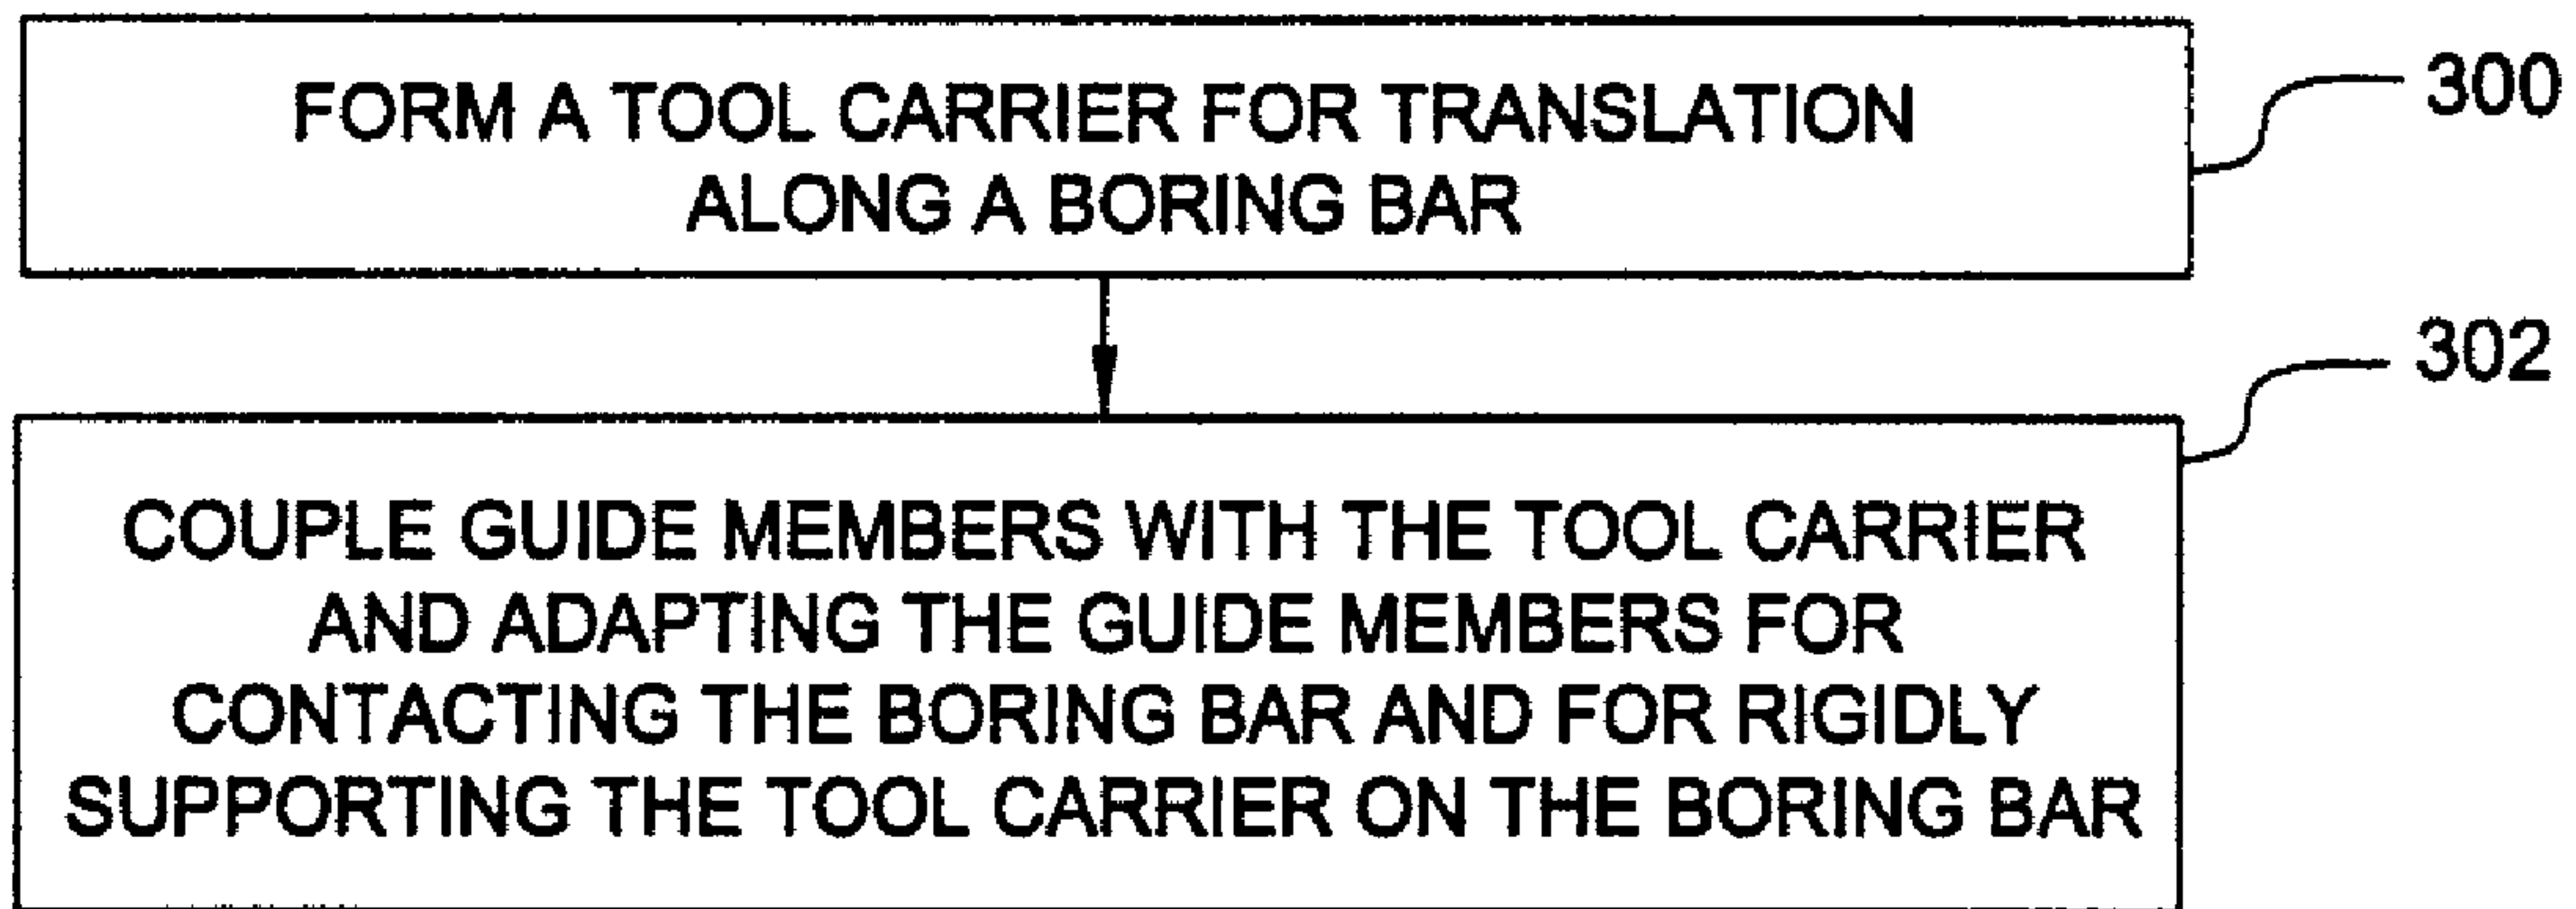 FORM A TOOL CARRIER FOR TRANSLATION
ALONG A BORING BAR
300
302
COUPLE GUIDE MEMBERS WITH THE TOOL CARRIER
AND ADAPTING THE GUIDE MEMBERS FOR
CONTACTING THE BORING BAR AND FOR RIGIDLY
SUPPORTING THE TOOL CARRIER ON THE BORING BAR